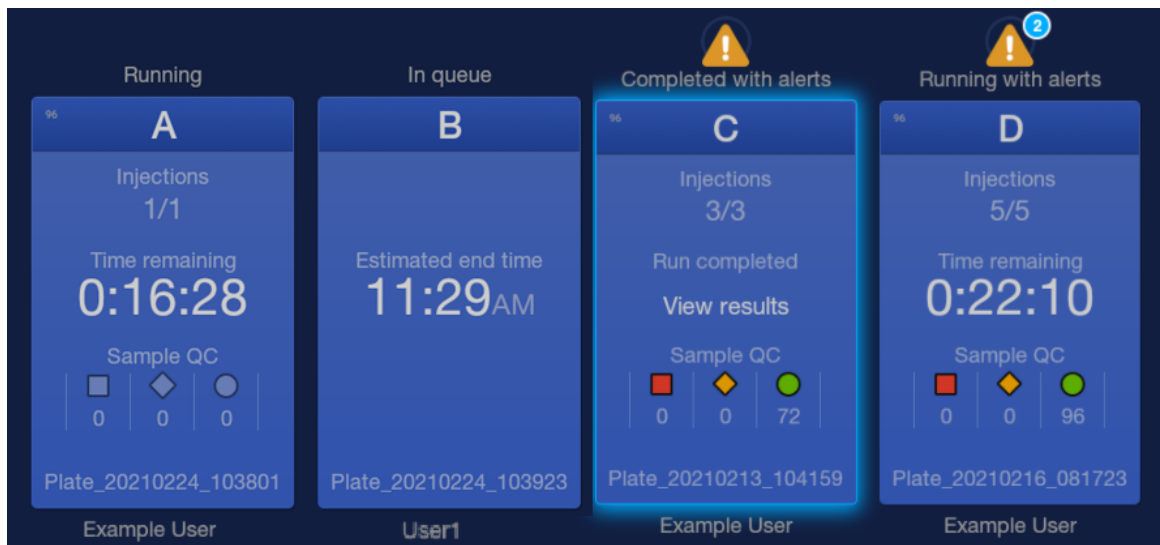 Running
96
A
Injections
1/1
Time remaining
0:16:28
Sample QC
0 0 0
Plate_20210224_103801
Example User
In queue
B
Estimated end time
11:29AM
Plate_20210224_103923
User1
Completed with alerts
96
C
Injections
3/3
Run completed
View results
Sample QC
0 0 72
Plate_20210213_104159
Example User
2
Running with alerts
96
D
Injections
5/5
Time remaining
0:22:10
Sample QC
0 0 96
Plate_20210216_081723
Example User